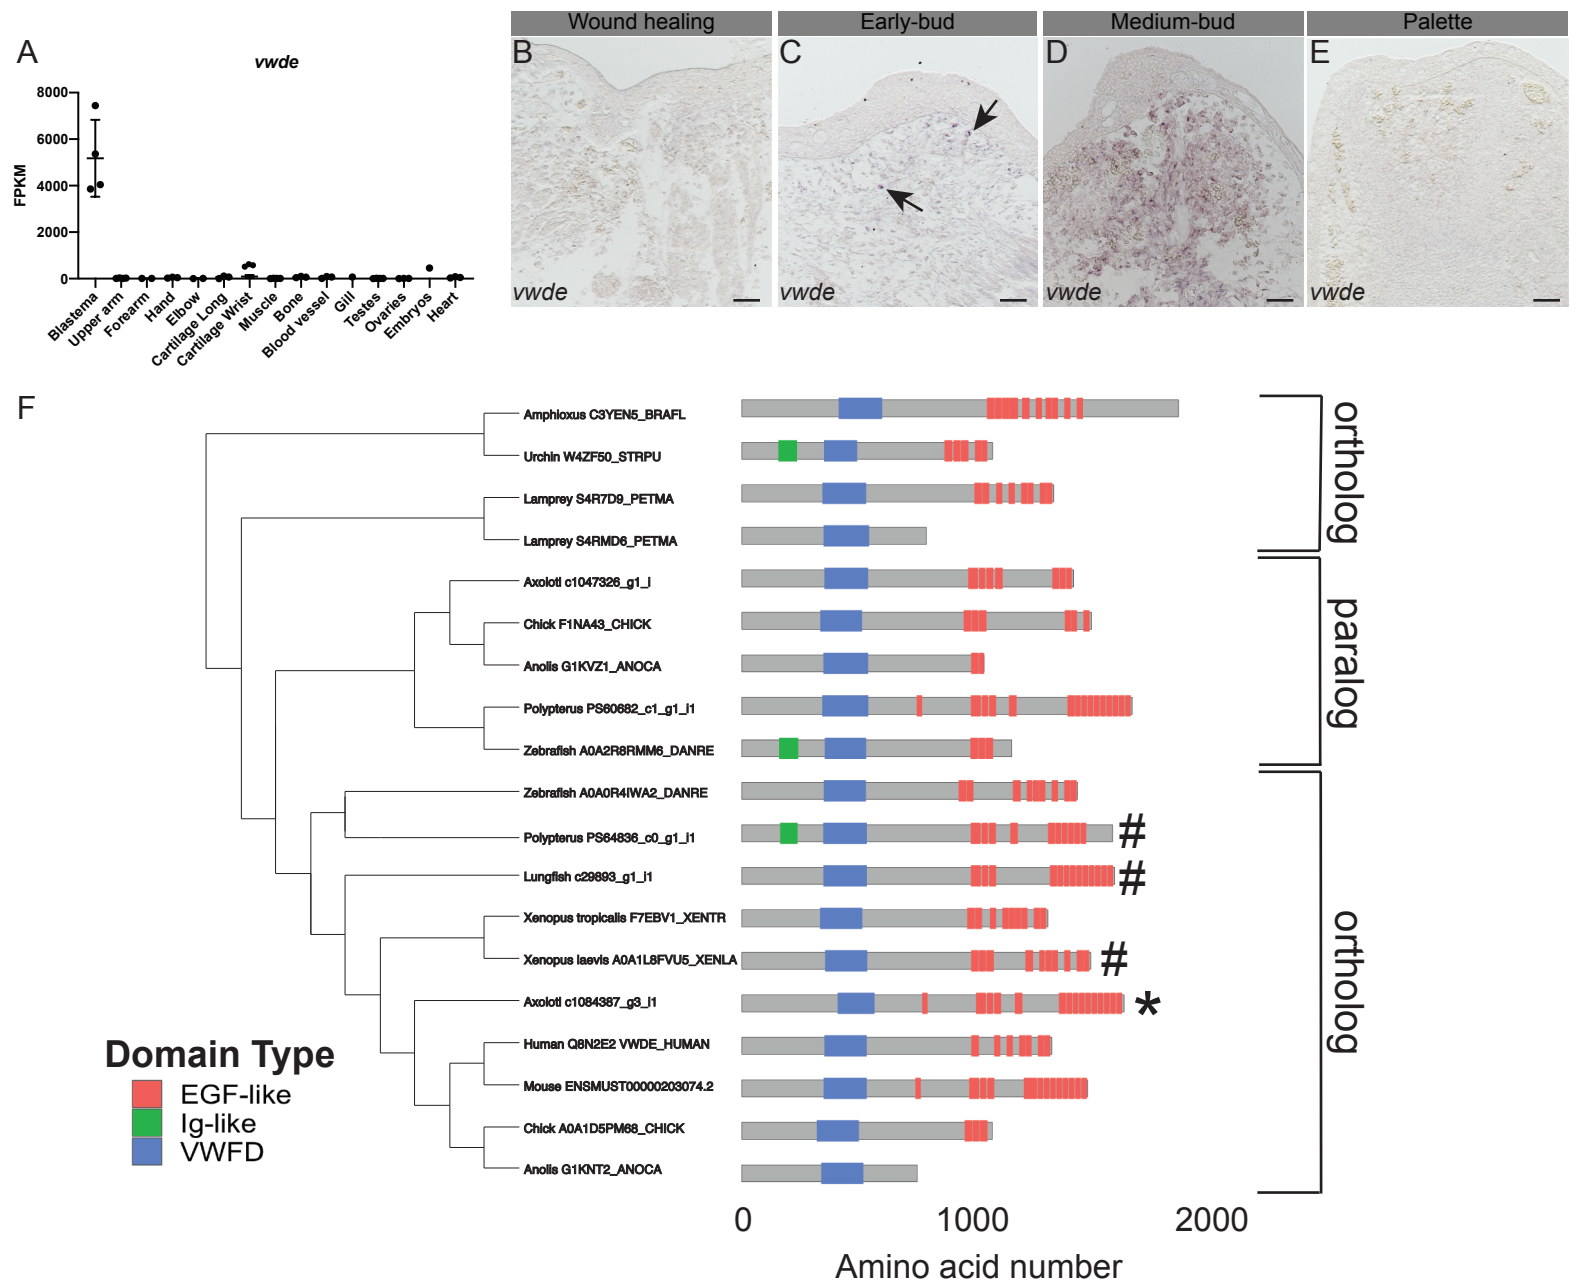 A
vwde
8000
6000
4000
2000
0
FPKM
Blastema
Upper arm
Forearm
Hand
Elbow
Cartilage Long
Cartilage Wrist
Muscle
Bone
Blood vessel
Gill
Testes
Ovaries
Embryos
Heart
Wound healing
Early-bud
Medium-bud
Palette
B
C
D
E
vwde
vwde
vwde
vwde
F
Amphioxus C3YEN5_BRAFL
Urchin W4ZF50_STRPU
Lamprey S4R7D9_PETMA
Lamprey S4RMD6_PETMA
ortholog
Axolotl c1047326_g1_i
Chick F1NA43_CHICK
Anolis G1KVZ1_ANOCA
Polypterus PS60682_c1_g1_i1
Zebrafish A0A2R8RMM6_DANRE
paralog
Zebrafish A0A0R4IWA2_DANRE
Polypterus PS64836_c0_g1_i1 #
Lungfish c29893_g1_i1 #
Xenopus tropicalis F7EBV1_XENTR
Xenopus laevis A0A1L8FVU5_XENLA #
Axolotl c1084387_g3_i1 *
Human Q8N2E2 VWDE_HUMAN
Mouse ENSMUST00000203074.2
Chick A0A1D5PM68_CHICK
Anolis G1KNT2_ANOCA
ortholog
Domain Type
EGF-like
Ig-like
VWFD
0 1000 2000
Amino acid number